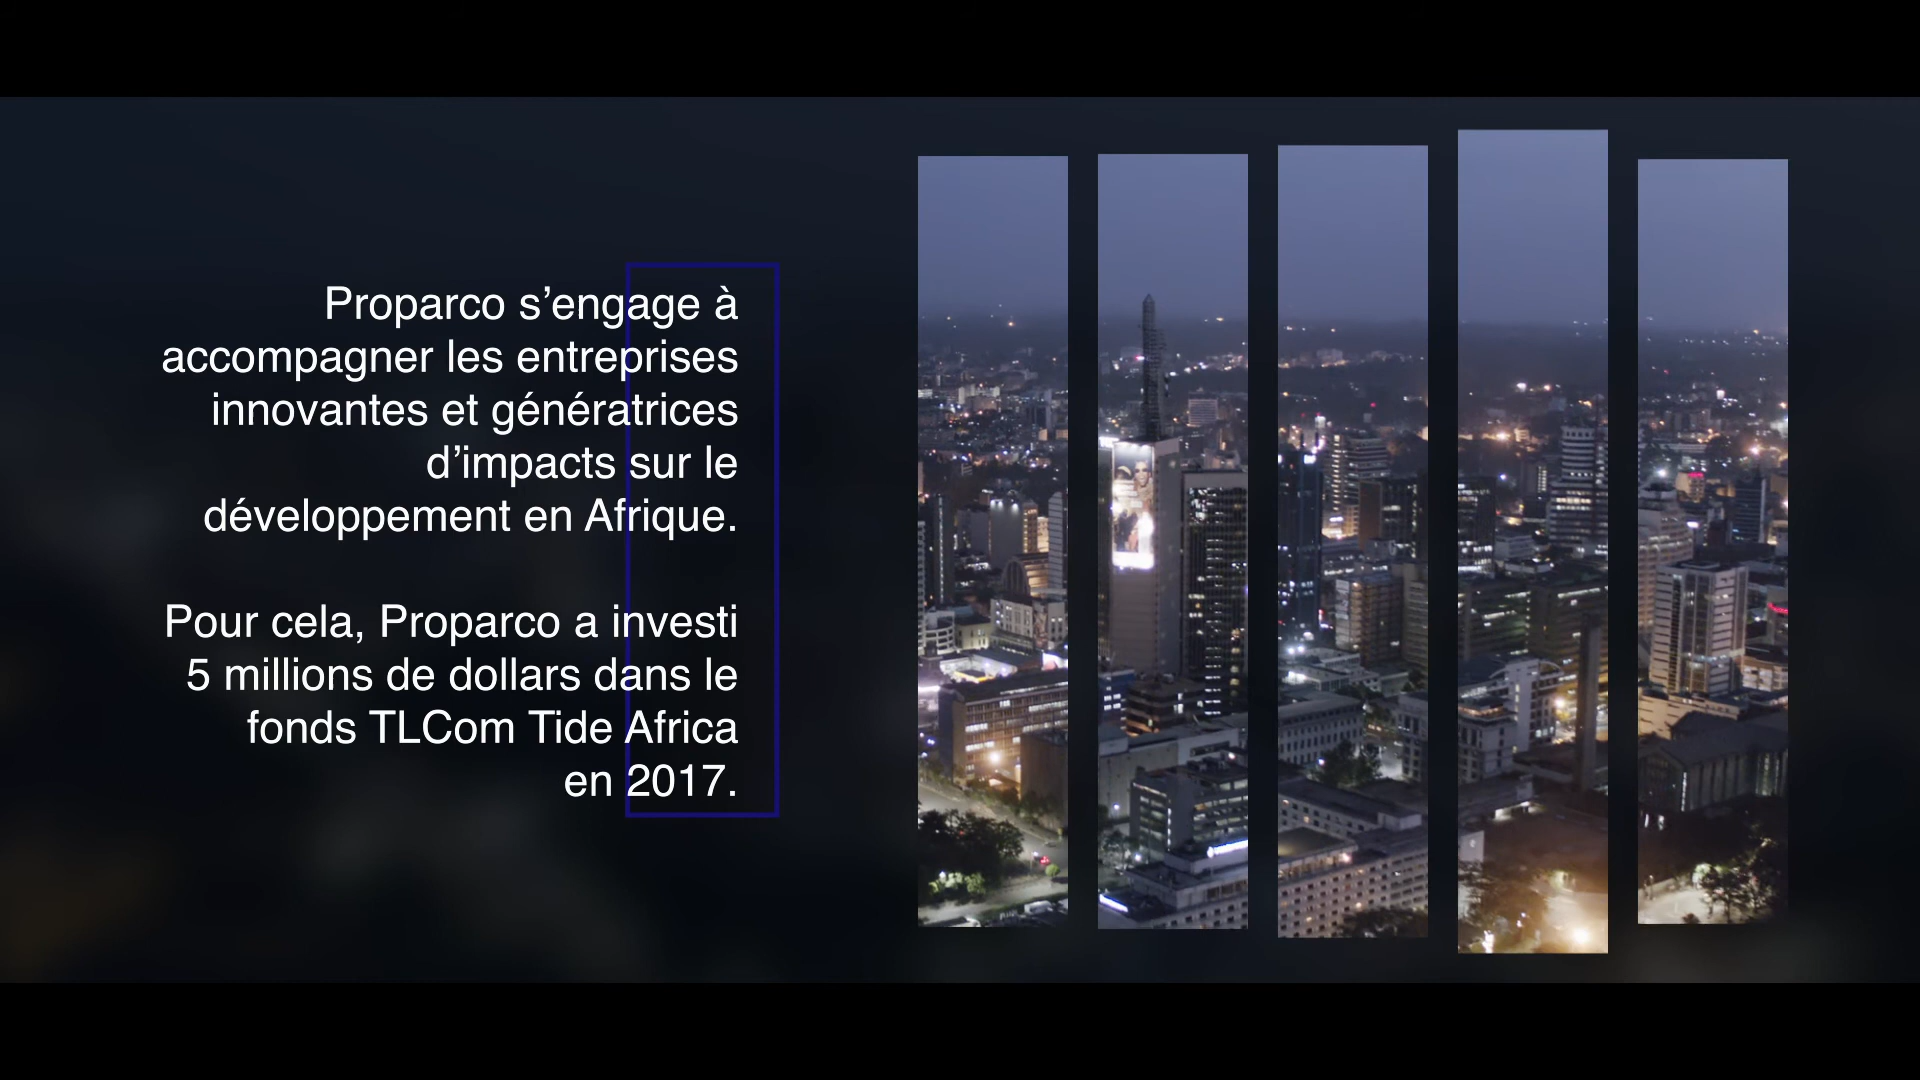 Proparco s’engage à
accompagner les entreprises
innovantes et génératrices
d’impacts sur le
développement en Afrique.
Pour cela, Proparco a investi
5 millions de dollars dans le
fonds TLCom Tide Africa
en 2017.